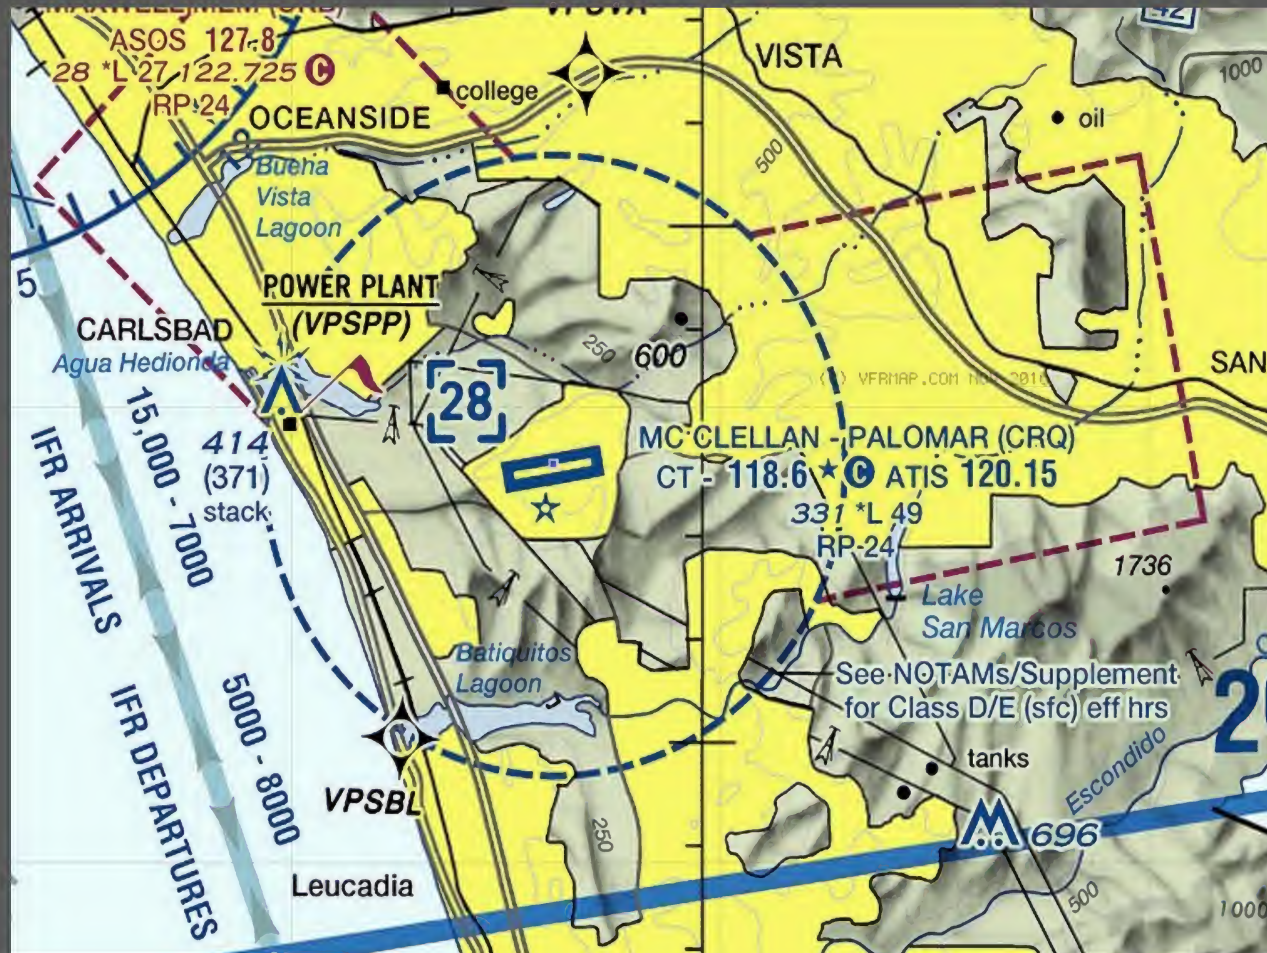 ASOS 127.8
28 *L 27 122.725 C
RP-24
OCEANSIDE
college
VISTA
42
1000
oil
500
Buena
Vista
Lagoon
5
POWER PLANT
(VPSPP)
CARLSBAD
Agua Hedionda
250
600
(C) VFRMAP.COM NOV 2016
SAN
28
414
(371)
stack
MC CLELLAN - PALOMAR (CRQ)
CT - 118.6 ★ C ATIS 120.15
331 *L 49
RP-24
15,000 - 7000
IFR ARRIVALS
1736
Lake
San Marcos
Batiquitos
Lagoon
See NOTAMs/Supplement
for Class D/E (sfc) eff hrs
5000 - 8000
IFR DEPARTURES
VPSBL
tanks
Escondido
696
250
Leucadia
500
1000